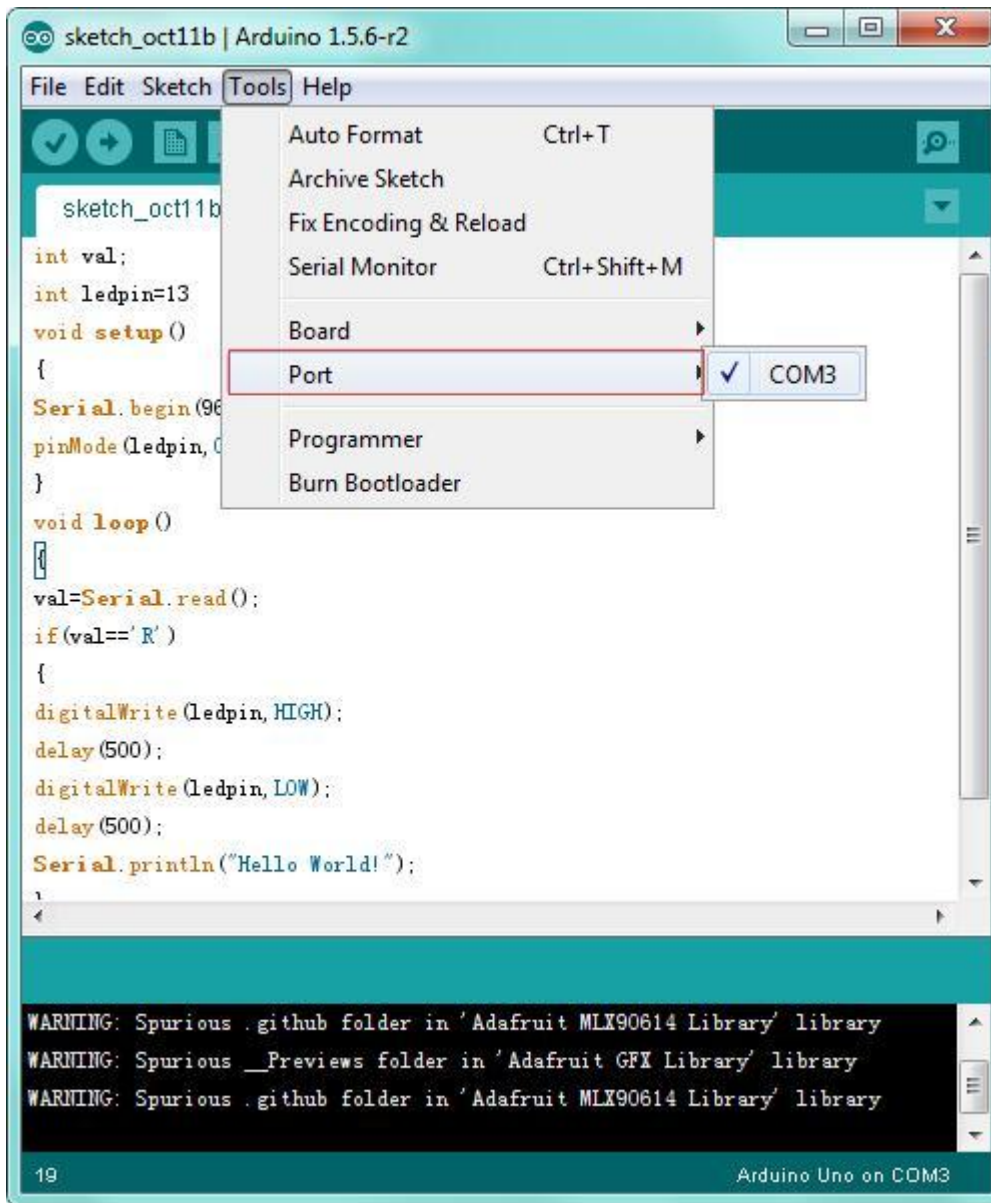 sketch_oct11b | Arduino 1.5.6-r2
File Edit Sketch Tools Help
Auto Format Ctrl+T
Archive Sketch
Fix Encoding & Reload
Serial Monitor Ctrl+Shift+M
Board
Port
COM3
Programmer
Burn Bootloader
sketch_oct11b
int val;
int ledpin=13
void setup()
{
Serial.begin(96
pinMode(ledpin,
}
void loop()
{
val=Serial.read();
if(val=='R')
{
digitalWrite(ledpin,HIGH);
delay(500);
digitalWrite(ledpin,LOW);
delay(500);
Serial.println("Hello World!");
WARNING: Spurious .github folder in 'Adafruit MLX90614 Library' library
WARNING: Spurious __Previews folder in 'Adafruit GFX Library' library
WARNING: Spurious .github folder in 'Adafruit MLX90614 Library' library
19
Arduino Uno on COM3